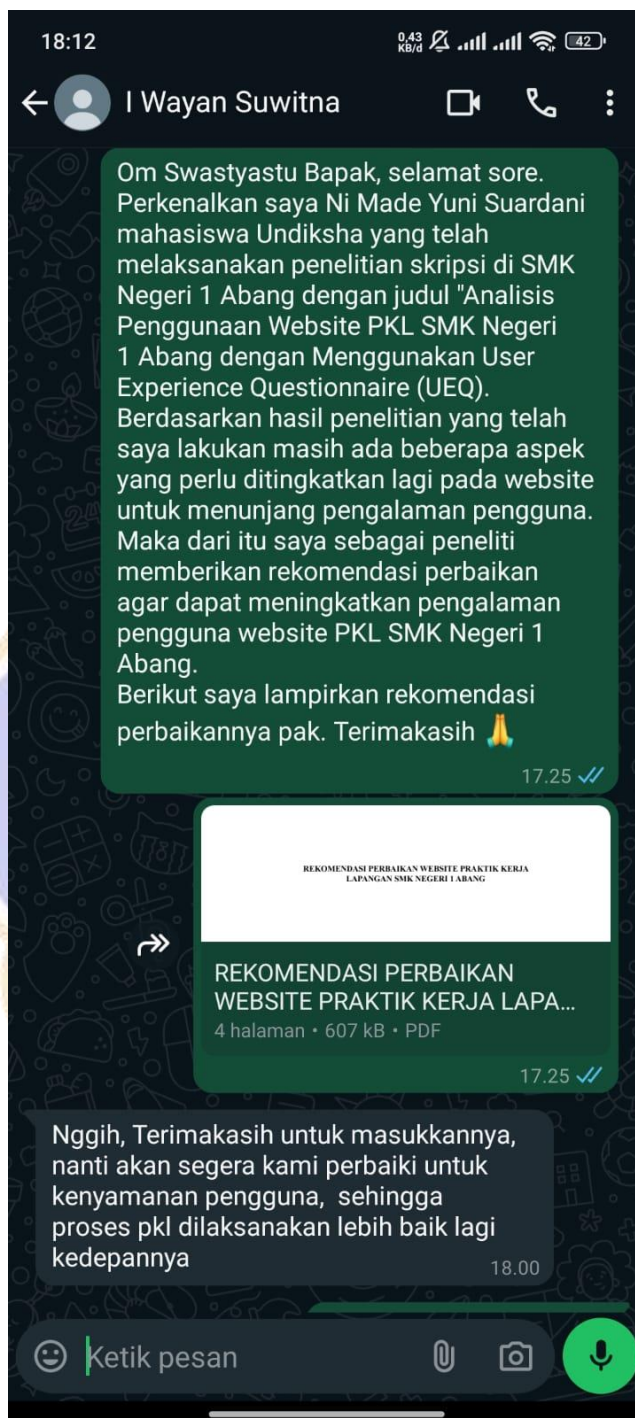 18:12
0,43
KB/d
42
I Wayan Suwitna
Om Swastyastu Bapak, selamat sore.
Perkenalkan saya Ni Made Yuni Suardani
mahasiswa Undiksha yang telah
melaksanakan penelitian skripsi di SMK
Negeri 1 Abang dengan judul "Analisis
Penggunaan Website PKL SMK Negeri
1 Abang dengan Menggunakan User
Experience Questionnaire (UEQ).
Berdasarkan hasil penelitian yang telah
saya lakukan masih ada beberapa aspek
yang perlu ditingkatkan lagi pada website
untuk menunjang pengalaman pengguna.
Maka dari itu saya sebagai peneliti
memberikan rekomendasi perbaikan
agar dapat meningkatkan pengalaman
pengguna website PKL SMK Negeri 1
Abang.
Berikut saya lampirkan rekomendasi
perbaikannya pak. Terimakasih 🙏
17.25
REKOMENDASI PERBAIKAN WEBSITE PRAKTIK KERJA
LAPANGAN SMK NEGERI 1 ABANG
REKOMENDASI PERBAIKAN
WEBSITE PRAKTIK KERJA LAPA...
4 halaman • 607 kB • PDF
17.25
Nggih, Terimakasih untuk masukkannya,
nanti akan segera kami perbaiki untuk
kenyamanan pengguna, sehingga
proses pkl dilaksanakan lebih baik lagi
kedepannya
18.00
Ketik pesan